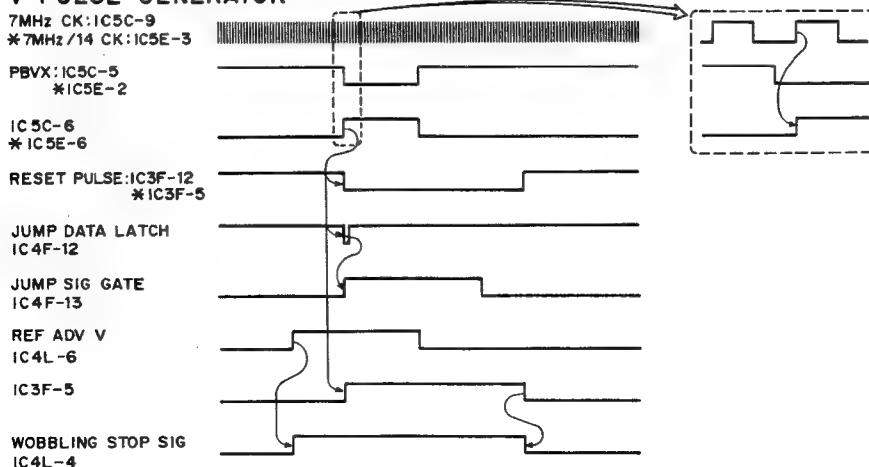 V PULSE GENERATOR
7MHz CK:IC5C-9
*7MHz/14 CK:IC5E-3
PBVX:IC5C-5
*IC5E-2
IC5C-6
*IC5E-6
RESET PULSE:IC3F-12
*IC3F-5
JUMP DATA LATCH
IC4F-12
JUMP SIG GATE
IC4F-13
REF ADV V
IC4L-6
IC3F-5
WOBBLING STOP SIG
IC4L-4